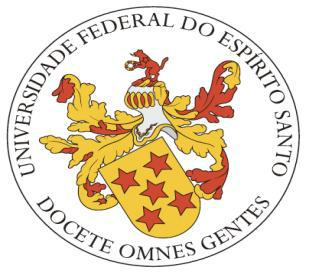 UNIVERSIDADE FEDERAL DO ESPÍRITO SANTO
DOCETE OMNES GENTES